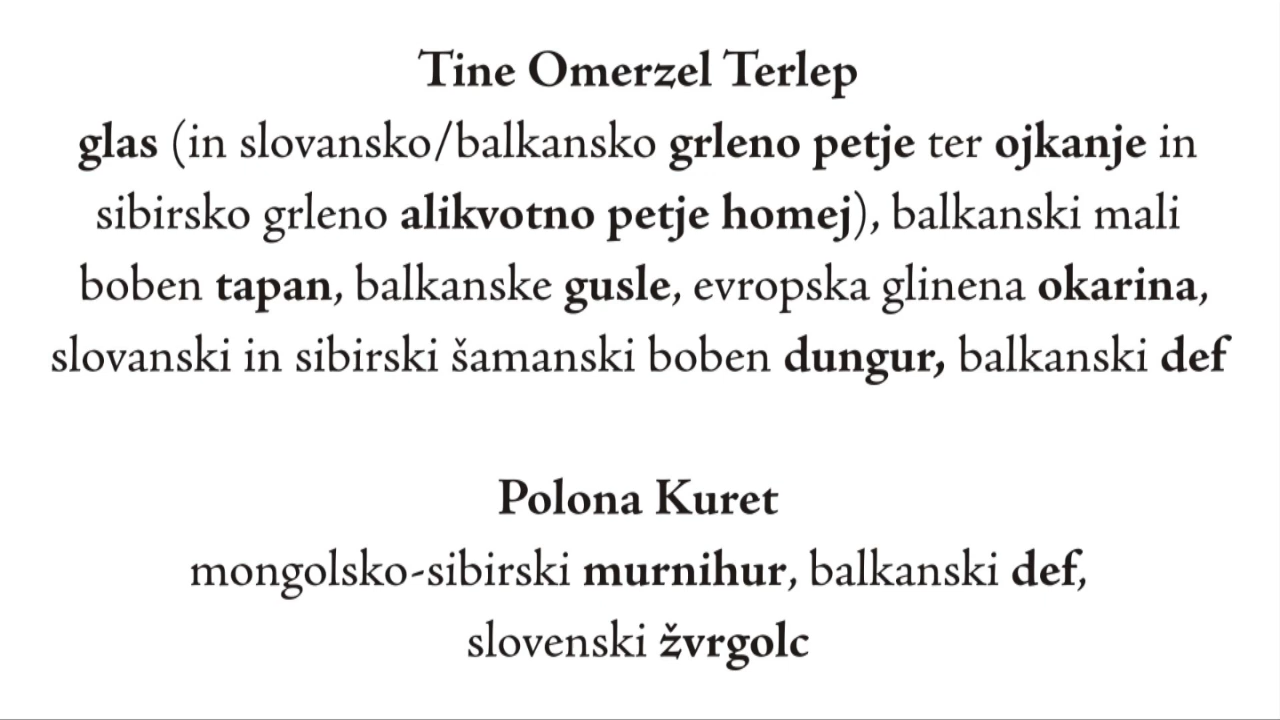 Tine Omerzel Terlep
glas (in slovansko/balkansko grleno petje ter ojkanje in
sibirsko grleno alikvotno petje homej), balkanski mali
boben tapan, balkanske gusle, evropska glinena okarina,
slovanski in sibirski šamanski boben dungur, balkanski def
Polona Kuret
mongolsko-sibirski murnihur, balkanski def,
slovenski žvrgolc